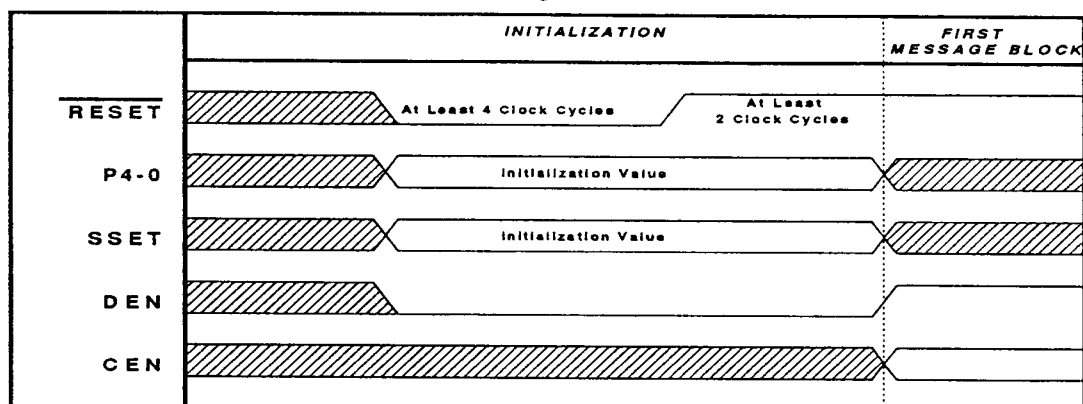 INITIALIZATION
FIRST
MESSAGE BLOCK
RESET
At Least 4 Clock Cycles
At Least
2 Clock Cycles
P4-0
Initialization Value
SSET
Initialization Value
DEN
CEN